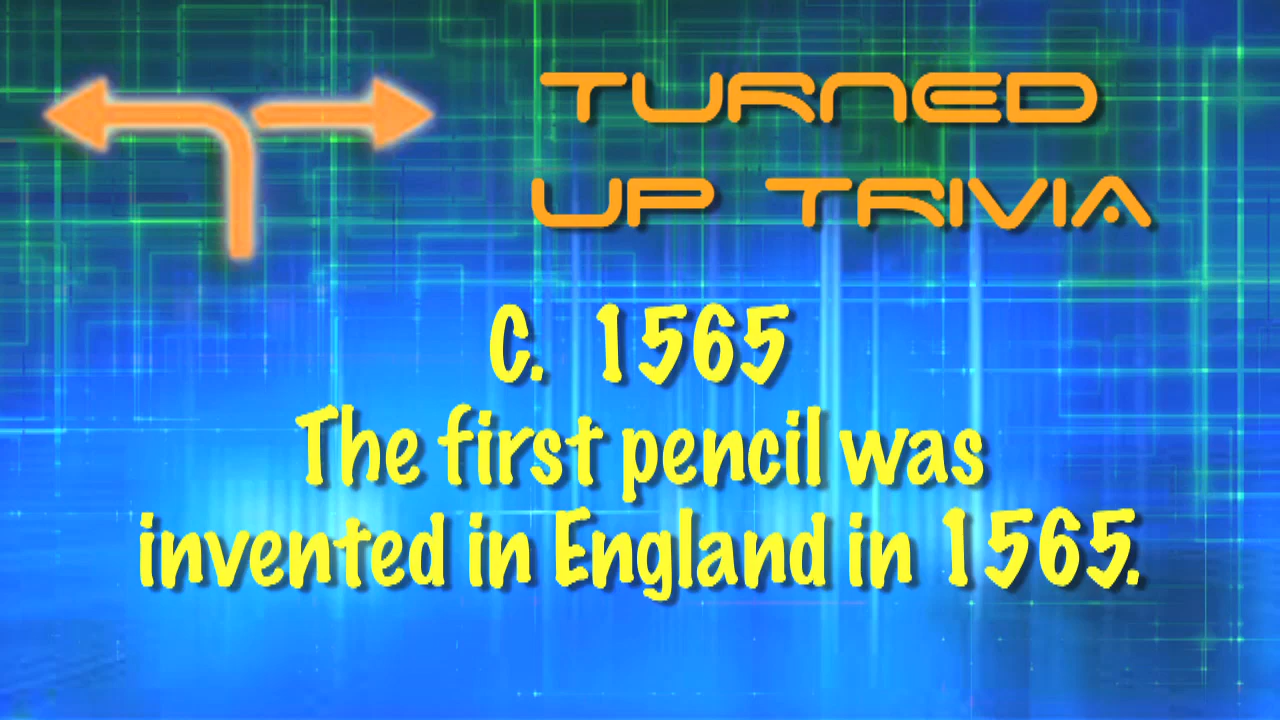 TURNED
UP TRIVIA
C. 1565
The first pencil was
invented in England in 1565.